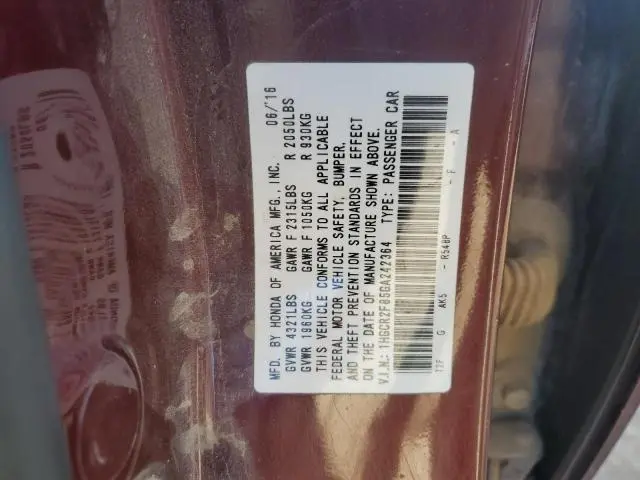 MFD. BY HONDA OF AMERICA MFG., INC. 06/16
GVWR 4321LBS GAWR F 2315LBS R 2050LBS
GVWR 1960KG GAWR F 1050KG R 930KG
THIS VEHICLE CONFORMS TO ALL APPLICABLE
FEDERAL MOTOR VEHICLE SAFETY, BUMPER,
AND THEFT PREVENTION STANDARDS IN EFFECT
ON THE DATE OF MANUFACTURE SHOWN ABOVE.
V.I.N.: 1HGCR2F85GA242364 TYPE: PASSENGER CAR
T2F G AK5 - R548P - F - A